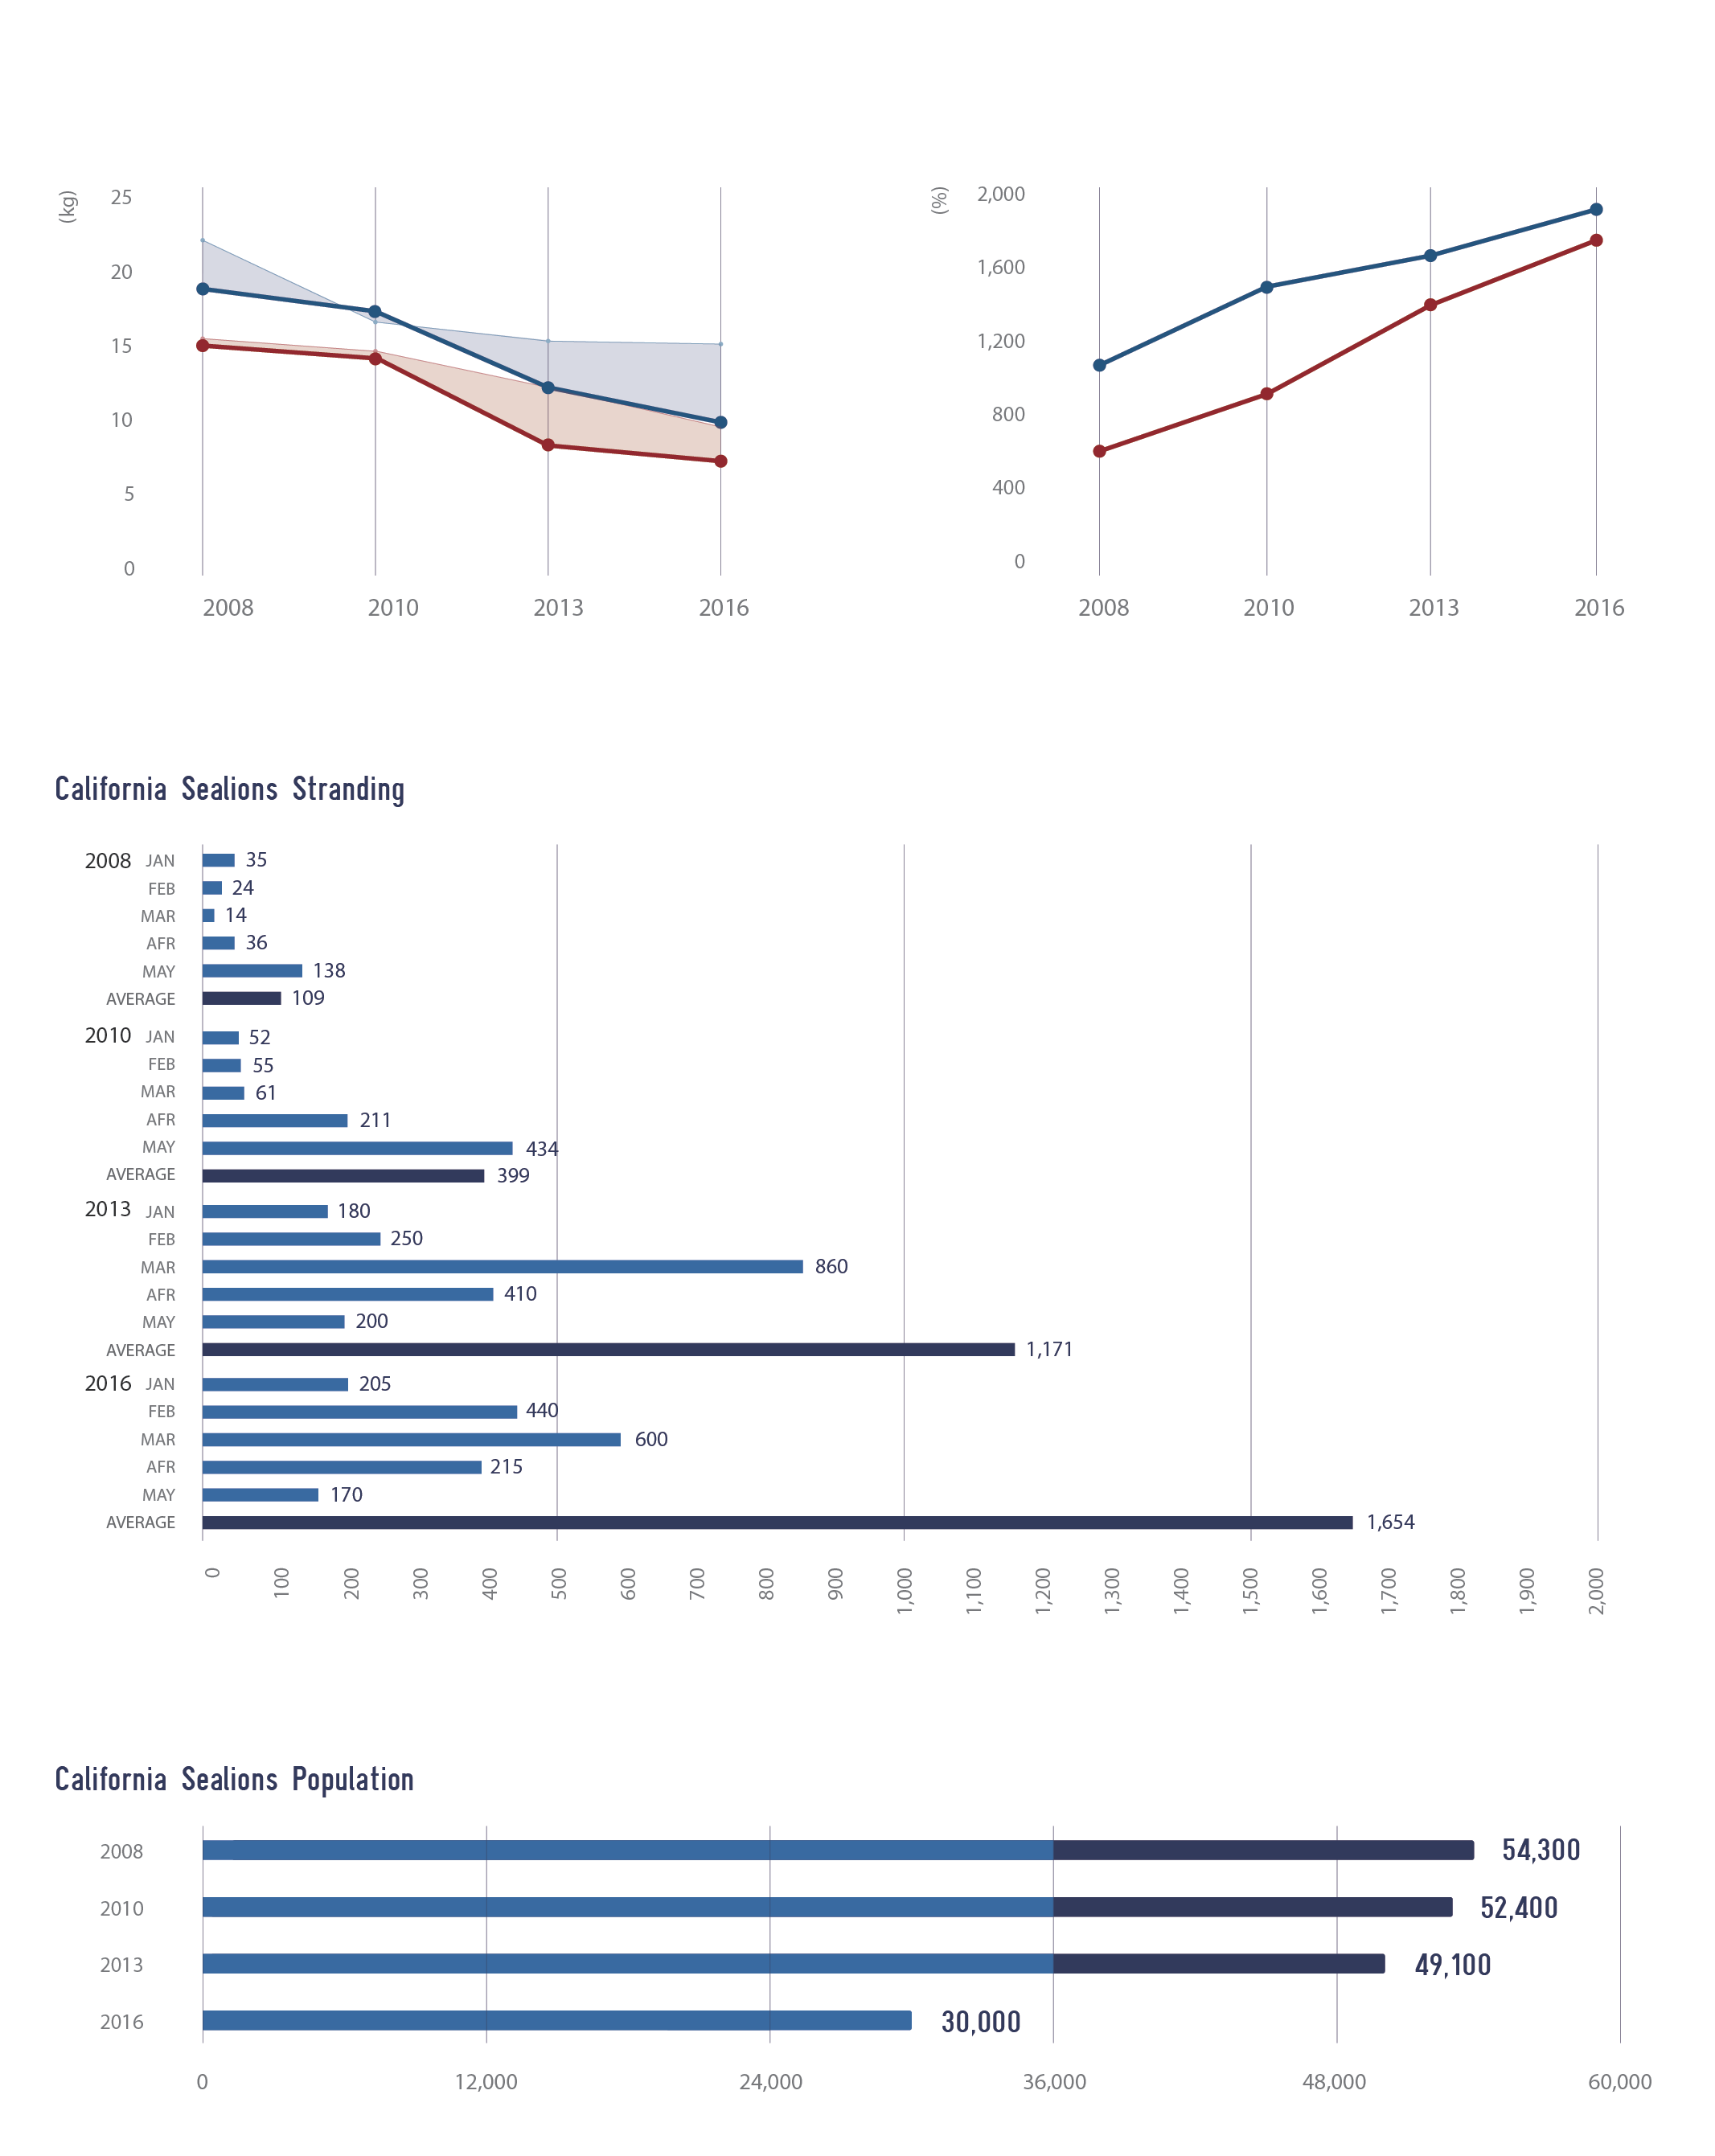 (kg)
25
20
15
10
5
0
2008 2010 2013 2016
(%)
2,000
1,600
1,200
800
400
0
2008 2010 2013 2016
California Sealions Stranding
2008 JAN 35
FEB 24
MAR 14
AFR 36
MAY 138
AVERAGE 109
2010 JAN 52
FEB 55
MAR 61
AFR 211
MAY 434
AVERAGE 399
2013 JAN 180
FEB 250
MAR 860
AFR 410
MAY 200
AVERAGE 1,171
2016 JAN 205
FEB 440
MAR 600
AFR 215
MAY 170
AVERAGE 1,654
0 100 200 300 400 500 600 700 800 900 1,000 1,100 1,200 1,300 1,400 1,500 1,600 1,700 1,800 1,900 2,000
California Sealions Population
2008 54,300
2010 52,400
2013 49,100
2016 30,000
0 12,000 24,000 36,000 48,000 60,000